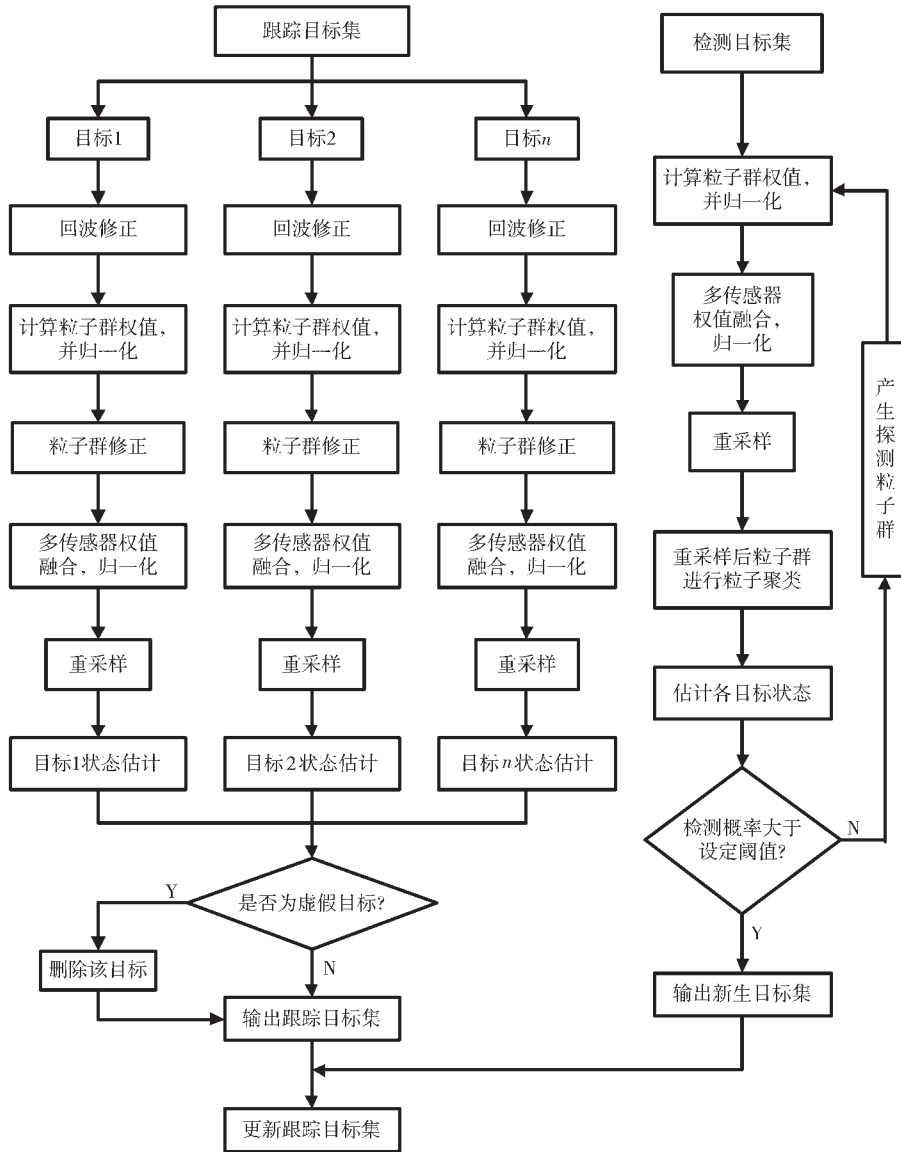 跟踪目标集
目标1
目标2
目标n
回波修正
回波修正
回波修正
计算粒子群权值，
并归一化
计算粒子群权值，
并归一化
计算粒子群权值，
并归一化
粒子群修正
粒子群修正
粒子群修正
多传感器权值
融合，归一化
多传感器权值
融合，归一化
多传感器权值
融合，归一化
重采样
重采样
重采样
目标1状态估计
目标2状态估计
目标n状态估计
是否为虚假目标?
Y
N
删除该目标
输出跟踪目标集
更新跟踪目标集
检测目标集
计算粒子群权值，
并归一化
多传感器
权值融合，
归一化
重采样
重采样后粒子群
进行粒子聚类
估计各目标状态
检测概率大于
设定阈值?
N
Y
产生探测粒子群
输出新生目标集